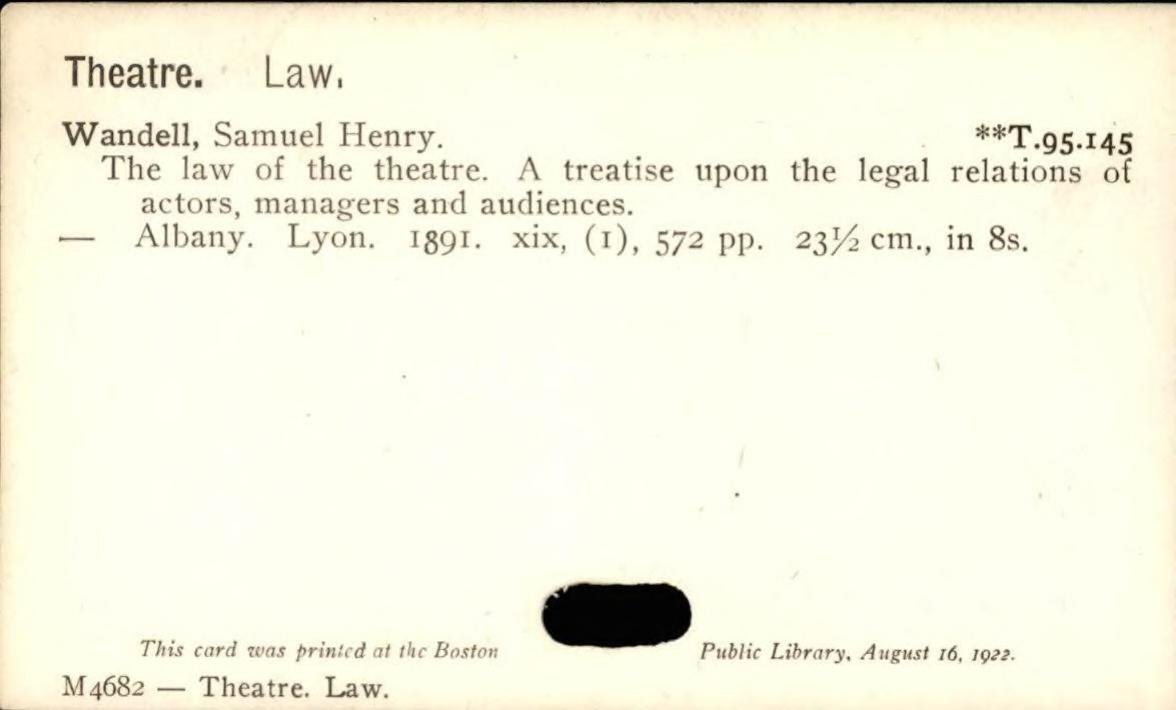 Theatre. Law.
Wandell, Samuel Henry. **T.95.145
The law of the theatre. A treatise upon the legal relations of
actors, managers and audiences.
— Albany. Lyon. 1891. xix, (1), 572 pp. 23½ cm., in 8s.
This card was printed at the Boston Public Library, August 16, 1922.
M4682 — Theatre. Law.